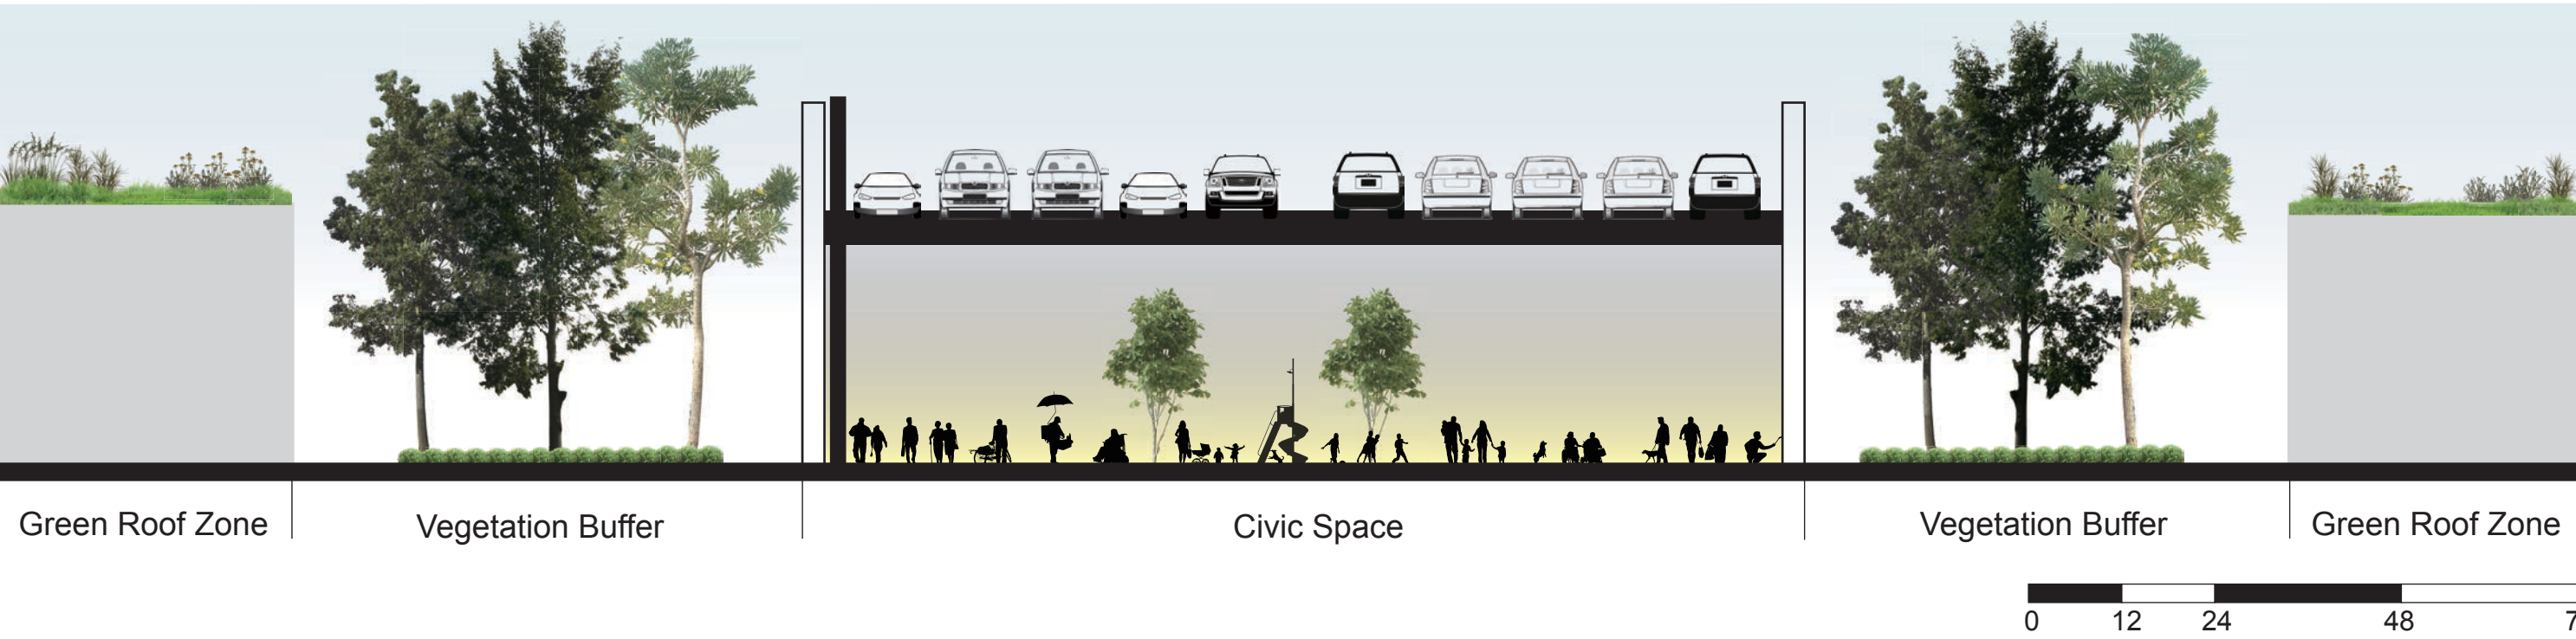 Green Roof Zone
Vegetation Buffer
Civic Space
Vegetation Buffer
Green Roof Zone
0 12 24 48